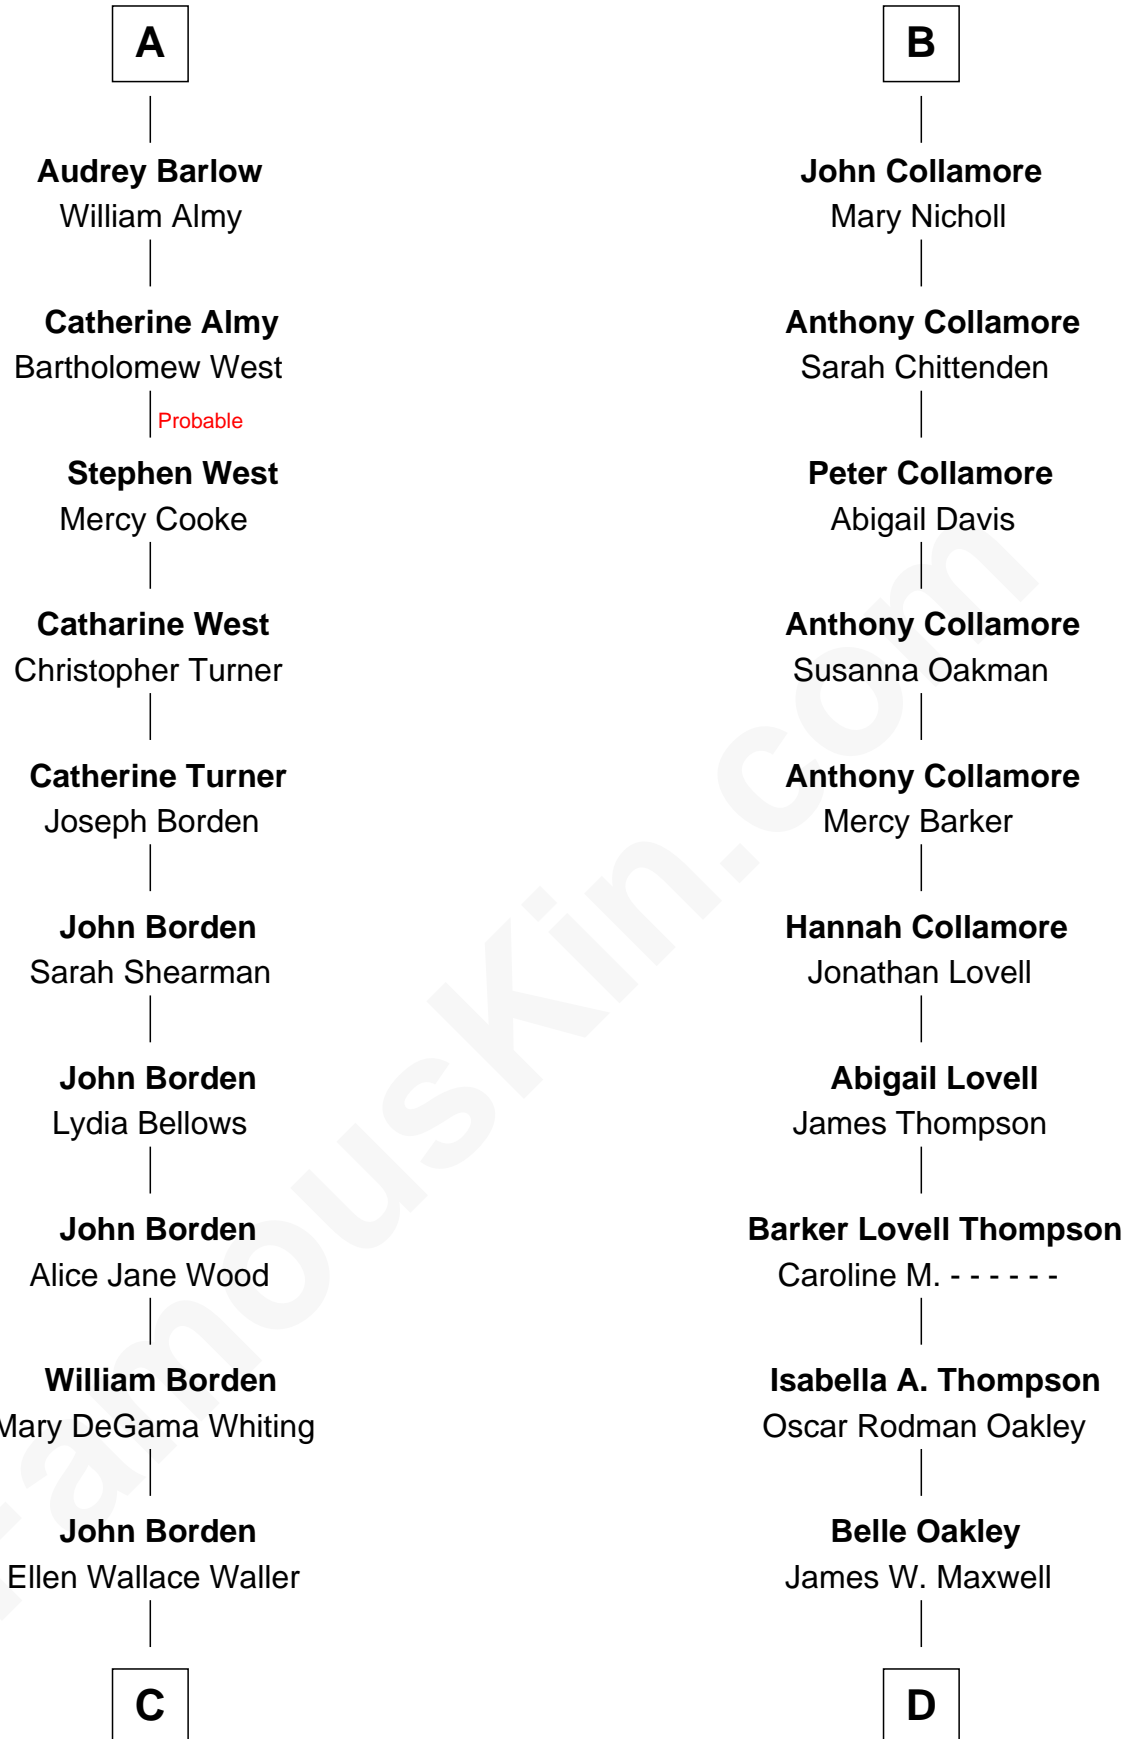 A
Audrey Barlow
William Almy
Catherine Almy
Bartholomew West
Probable
Stephen West
Mercy Cooke
Catharine West
Christopher Turner
Catherine Turner
Joseph Borden
John Borden
Sarah Shearman
John Borden
Lydia Bellows
John Borden
Alice Jane Wood
William Borden
Mary DeGama Whiting
John Borden
Ellen Wallace Waller
C
B
John Collamore
Mary Nicholl
Anthony Collamore
Sarah Chittenden
Peter Collamore
Abigail Davis
Anthony Collamore
Susanna Oakman
Anthony Collamore
Mercy Barker
Hannah Collamore
Jonathan Lovell
Abigail Lovell
James Thompson
Barker Lovell Thompson
Caroline M. - - - - - -
Isabella A. Thompson
Oscar Rodman Oakley
Belle Oakley
James W. Maxwell
D
FamousKin.com